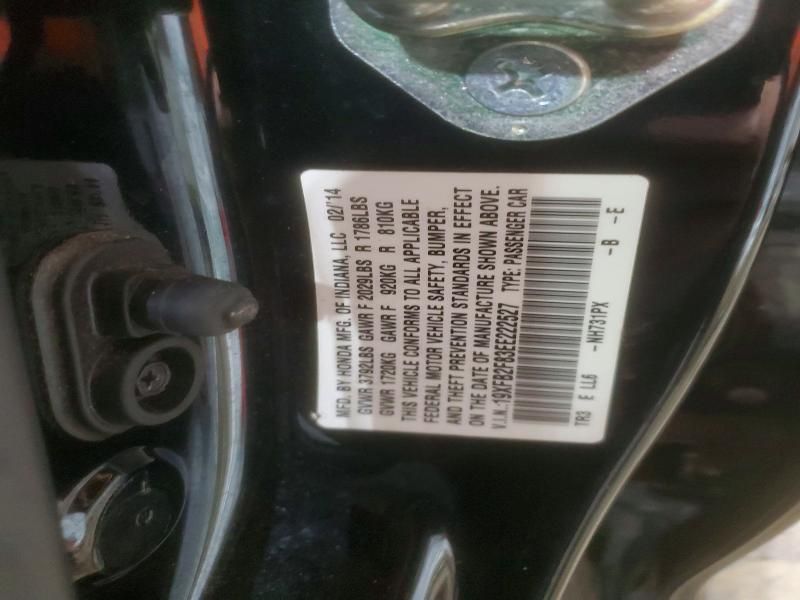 MFD. BY HONDA MFG. OF INDIANA, LLC 02/'14
GVWR 3792LBS GAWR F 2029LBS R 1786LBS
GVWR 1720KG GAWR F 920KG R 810KG
THIS VEHICLE CONFORMS TO ALL APPLICABLE
FEDERAL MOTOR VEHICLE SAFETY, BUMPER,
AND THEFT PREVENTION STANDARDS IN EFFECT
ON THE DATE OF MANUFACTURE SHOWN ABOVE.
V.I.N.:19XFB2F83EE222527 TYPE: PASSENGER CAR
TR3 E LL6 -NH731PX -B -E